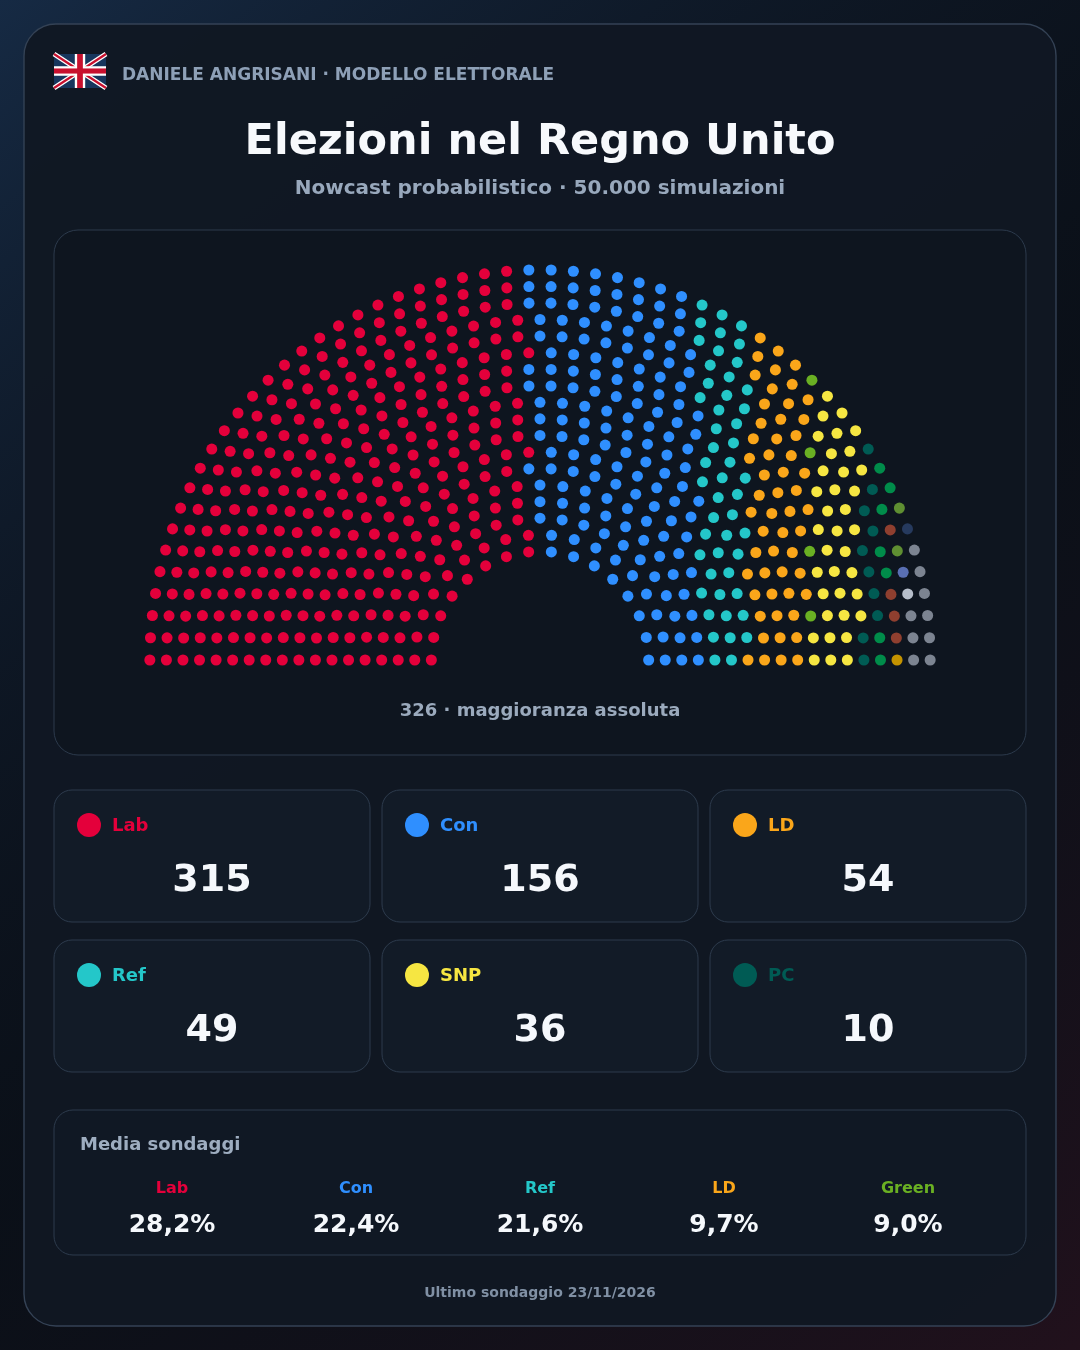 DANIELE ANGRISANI · MODELLO ELETTORALE
Elezioni nel Regno Unito
Nowcast probabilistico · 50.000 simulazioni
326 · maggioranza assoluta
Lab
315
Con
156
LD
54
Ref
49
SNP
36
PC
10
Media sondaggi
Lab Con Ref LD Green
28,2% 22,4% 21,6% 9,7% 9,0%
Ultimo sondaggio 23/11/2026